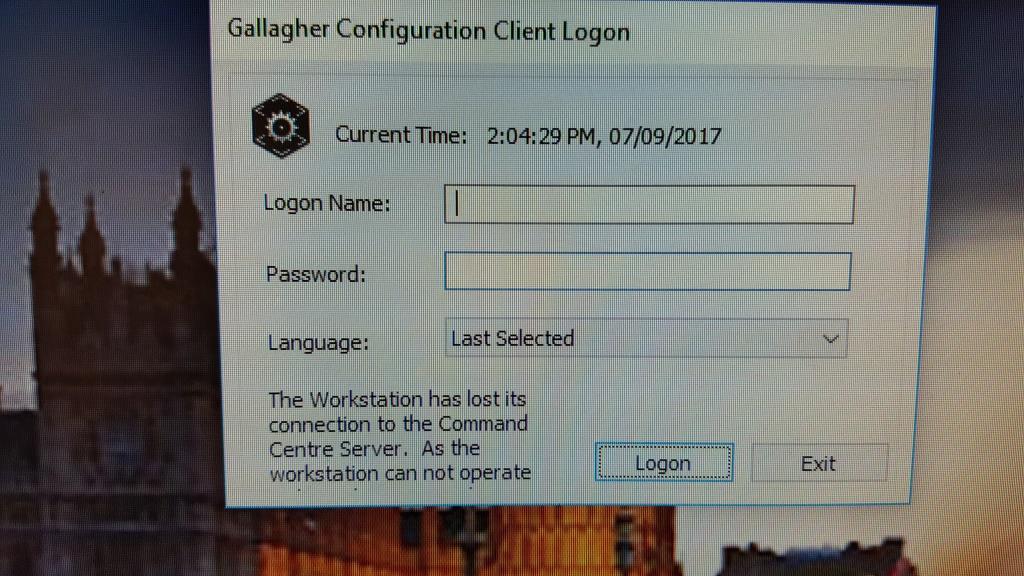 Gallagher Configuration Client Logon
Current Time: 2:04:29 PM, 07/09/2017
Logon Name:
Password:
Language: Last Selected
The Workstation has lost its
connection to the Command
Centre Server. As the
workstation can not operate
Logon Exit